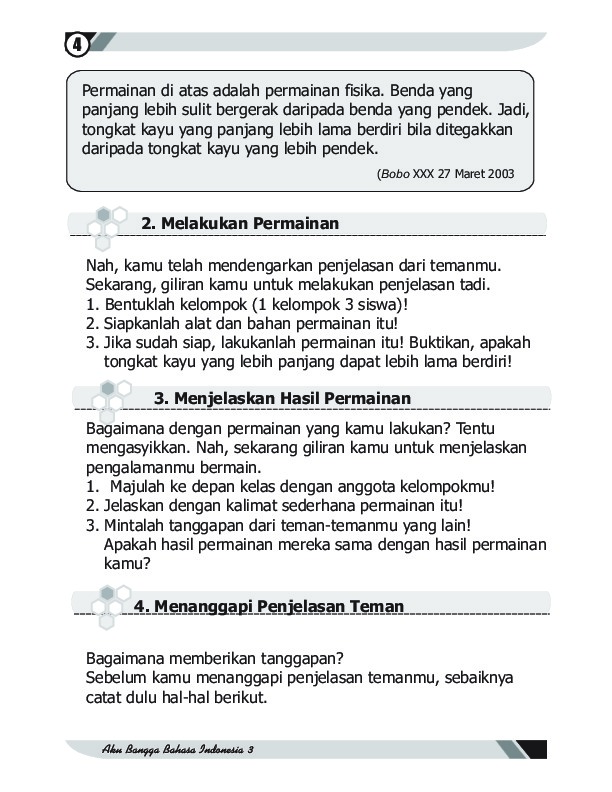 4
Permainan di atas adalah permainan fisika. Benda yang
panjang lebih sulit bergerak daripada benda yang pendek. Jadi,
tongkat kayu yang panjang lebih lama berdiri bila ditegakkan
daripada tongkat kayu yang lebih pendek.
(Bobo XXX 27 Maret 2003
2. Melakukan Permainan
Nah, kamu telah mendengarkan penjelasan dari temanmu.
Sekarang, giliran kamu untuk melakukan penjelasan tadi.
1. Bentuklah kelompok (1 kelompok 3 siswa)!
2. Siapkanlah alat dan bahan permainan itu!
3. Jika sudah siap, lakukanlah permainan itu! Buktikan, apakah
tongkat kayu yang lebih panjang dapat lebih lama berdiri!
3. Menjelaskan Hasil Permainan
Bagaimana dengan permainan yang kamu lakukan? Tentu
mengasyikkan. Nah, sekarang giliran kamu untuk menjelaskan
pengalamanmu bermain.
1. Majulah ke depan kelas dengan anggota kelompokmu!
2. Jelaskan dengan kalimat sederhana permainan itu!
3. Mintalah tanggapan dari teman-temanmu yang lain!
Apakah hasil permainan mereka sama dengan hasil permainan
kamu?
4. Menanggapi Penjelasan Teman
Bagaimana memberikan tanggapan?
Sebelum kamu menanggapi penjelasan temanmu, sebaiknya
catat dulu hal-hal berikut.
Aku Bangga Bahasa Indonesia 3